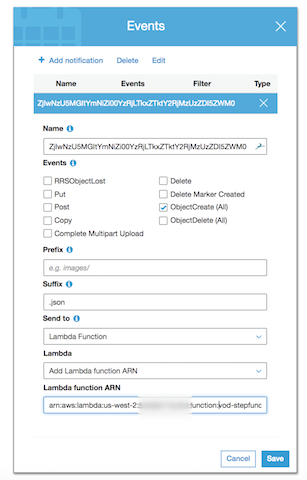 Events
+ Add notification Delete Edit
Name Events Filter Type
ZjIwNzU5MGItYmNiZi00YzRjLTkxZTktY2RjMzUzZDI5ZWM0
Name
ZjIwNzU5MGItYmNiZi00YzRjLTkxZTktY2RjMzUzZDI5ZWM0
Events
RRSObjectLost Delete
Put Delete Marker Created
Post ObjectCreate (All)
Copy ObjectDelete (All)
Complete Multipart Upload
Prefix
e.g. images/
Suffix
.json
Send to
Lambda Function
Lambda
Add Lambda function ARN
Lambda function ARN
arn:aws:lambda:us-west-2: function:vod-stepfunc
Cancel Save